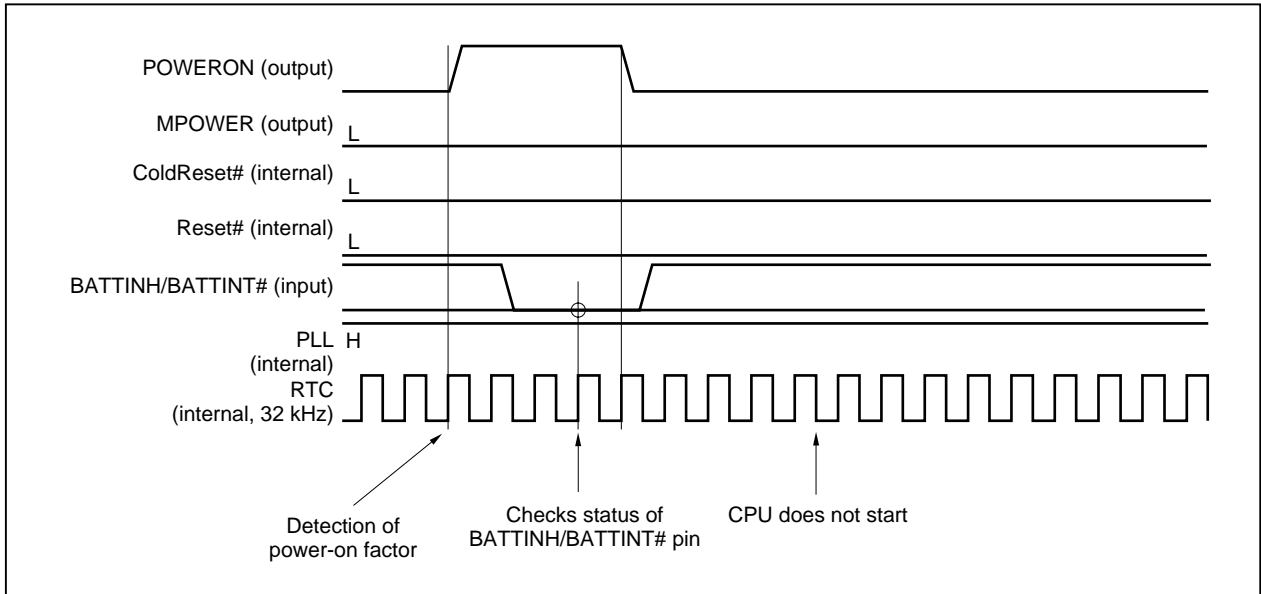 POWERON (output)
MPOWER (output)
L
ColdReset# (internal)
L
Reset# (internal)
L
BATTINH/BATTINT# (input)
PLL H
(internal)
RTC
(internal, 32 kHz)
Detection of
power-on factor
Checks status of
BATTINH/BATTINT# pin
CPU does not start